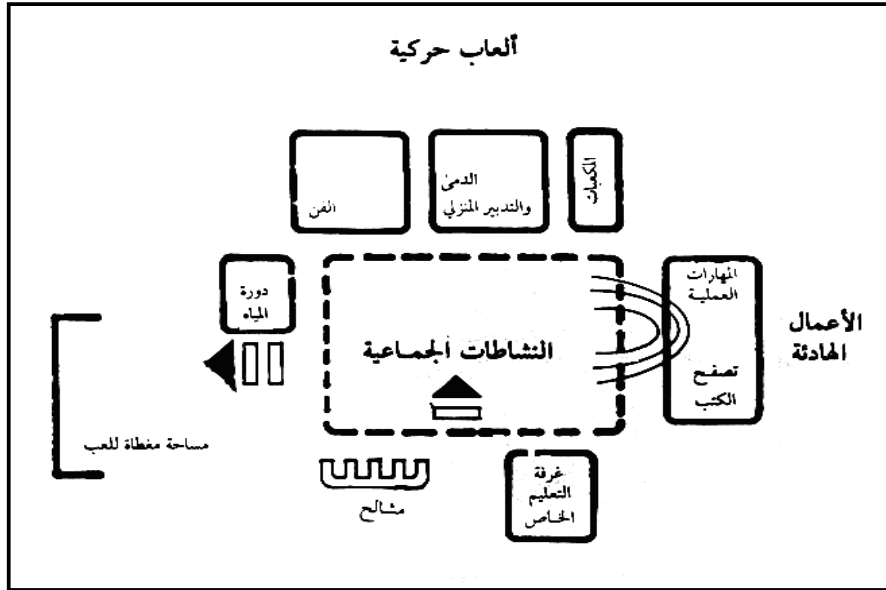 ألعاب حركية
المكعبات
الدمى
والتدبير المنزلي
الفن
المهارات
العملية
تصفح
الكتب
الأعمال
الهادئة
النشاطات الجماعية
دورة
المياه
مساحة مغطاة للعب
مشالح
غرفة
التعليم
الخاص